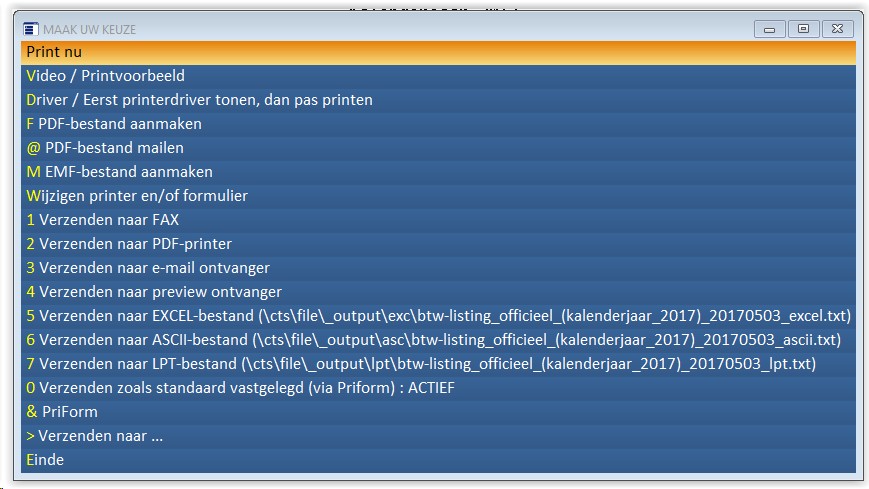 MAAK UW KEUZE
Print nu
Video / Printvoorbeeld
Driver / Eerst printerdriver tonen, dan pas printen
F PDF-bestand aanmaken
@ PDF-bestand mailen
M EMF-bestand aanmaken
Wijzigen printer en/of formulier
1 Verzenden naar FAX
2 Verzenden naar PDF-printer
3 Verzenden naar e-mail ontvanger
4 Verzenden naar preview ontvanger
5 Verzenden naar EXCEL-bestand (\cts\file\_output\exc\btw-listing_officieel_(kalenderjaar_2017)_20170503_excel.txt)
6 Verzenden naar ASCII-bestand (\cts\file\_output\asc\btw-listing_officieel_(kalenderjaar_2017)_20170503_ascii.txt)
7 Verzenden naar LPT-bestand (\cts\file\_output\lpt\btw-listing_officieel_(kalenderjaar_2017)_20170503_lpt.txt)
0 Verzenden zoals standaard vastgelegd (via Priform) : ACTIEF
& PriForm
> Verzenden naar ...
Einde